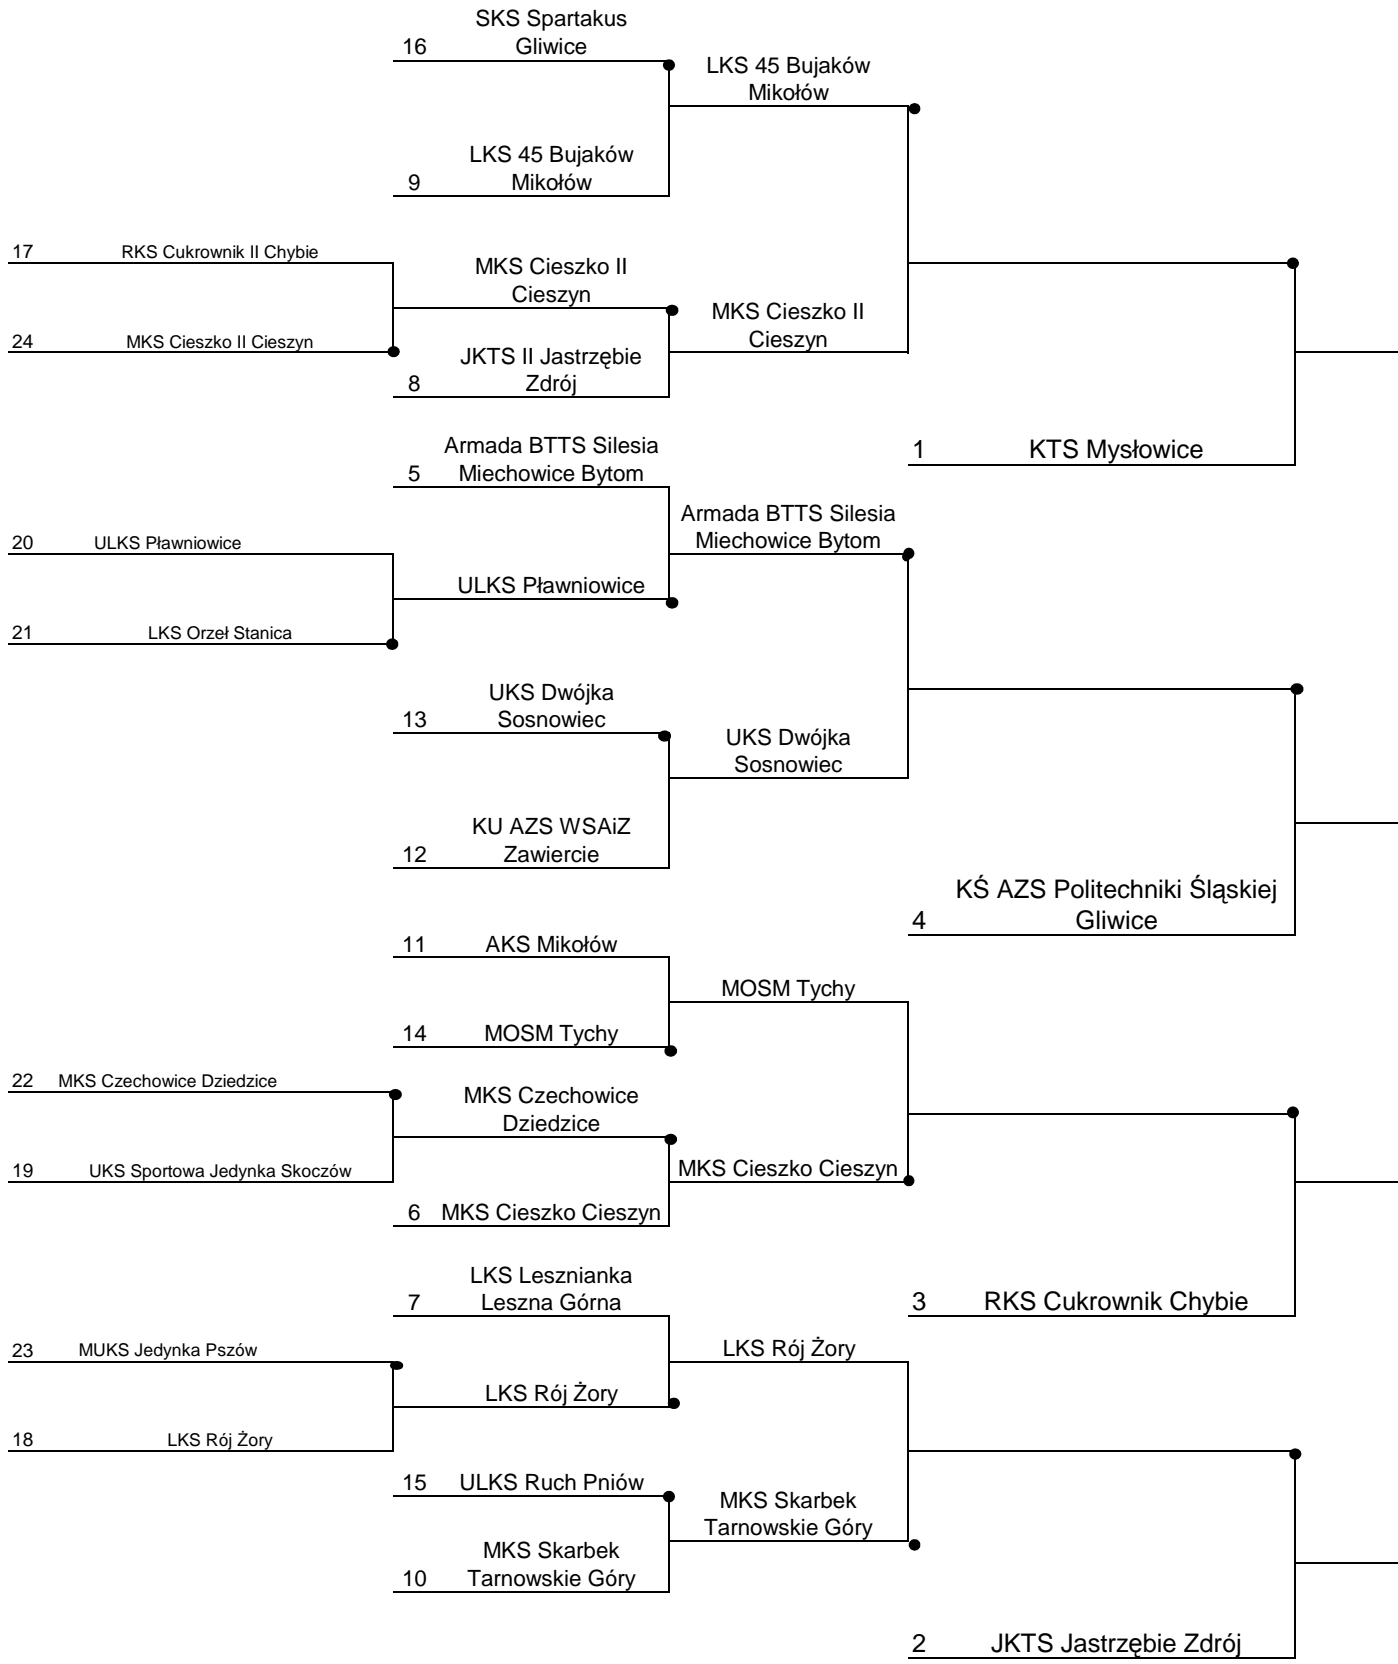 SKS Spartakus
16 Gliwice
LKS 45 Bujaków
Mikołów
LKS 45 Bujaków
9 Mikołów
17 RKS Cukrownik II Chybie
MKS Cieszko II
Cieszyn
MKS Cieszko II
Cieszyn
24 MKS Cieszko II Cieszyn
JKTS II Jastrzębie
8 Zdrój
1 KTS Mysłowice
Armada BTTS Silesia
5 Miechowice Bytom
Armada BTTS Silesia
Miechowice Bytom
20 ULKS Pławniowice
ULKS Pławniowice
21 LKS Orzeł Stanica
UKS Dwójka
13 Sosnowiec
UKS Dwójka
Sosnowiec
KU AZS WSAiZ
12 Zawiercie
KŚ AZS Politechniki Śląskiej
4 Gliwice
11 AKS Mikołów
MOSM Tychy
14 MOSM Tychy
22 MKS Czechowice Dziedzice
MKS Czechowice
Dziedzice
19 UKS Sportowa Jedynka Skoczów
MKS Cieszko Cieszyn
6 MKS Cieszko Cieszyn
LKS Lesznianka
7 Leszna Górna
3 RKS Cukrownik Chybie
23 MUKS Jedynka Pszów
LKS Rój Żory
LKS Rój Żory
18 LKS Rój Żory
15 ULKS Ruch Pniów
MKS Skarbek
Tarnowskie Góry
MKS Skarbek
10 Tarnowskie Góry
2 JKTS Jastrzębie Zdrój